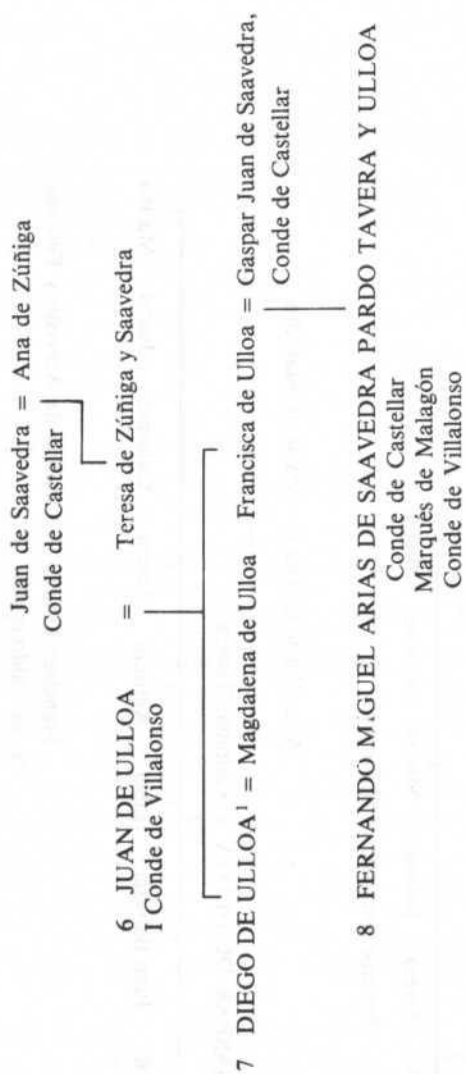 Juan de Saavedra = Ana de Zúñiga
Conde de Castellar
6 JUAN DE ULLOA = Teresa de Zúñiga y Saavedra
I Conde de Villalonso
7 DIEGO DE ULLOA¹ = Magdalena de Ulloa Francisca de Ulloa = Gaspar Juan de Saavedra,
Conde de Castellar
8 FERNANDO MIGUEL ARIAS DE SAAVEDRA PARDO TAVERA Y ULLOA
Conde de Castellar
Marqués de Malagón
Conde de Villalonso